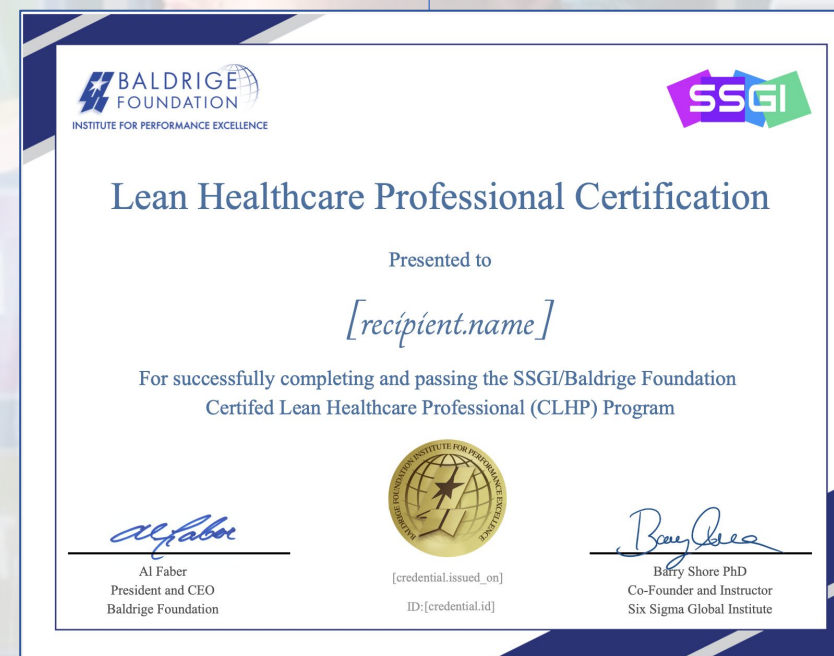 BALDRIGE
FOUNDATION
INSTITUTE FOR PERFORMANCE EXCELLENCE
SSGI
Lean Healthcare Professional Certification
Presented to
[recipient.name]
For successfully completing and passing the SSGI/Baldrige Foundation
Certifed Lean Healthcare Professional (CLHP) Program
BALDRIGE FOUNDATION INSTITUTE FOR PERFORMANCE EXCELLENCE
Al Faber
President and CEO
Baldrige Foundation
[credential.issued_on]
ID:[credential.id]
Barry Shore PhD
Co-Founder and Instructor
Six Sigma Global Institute